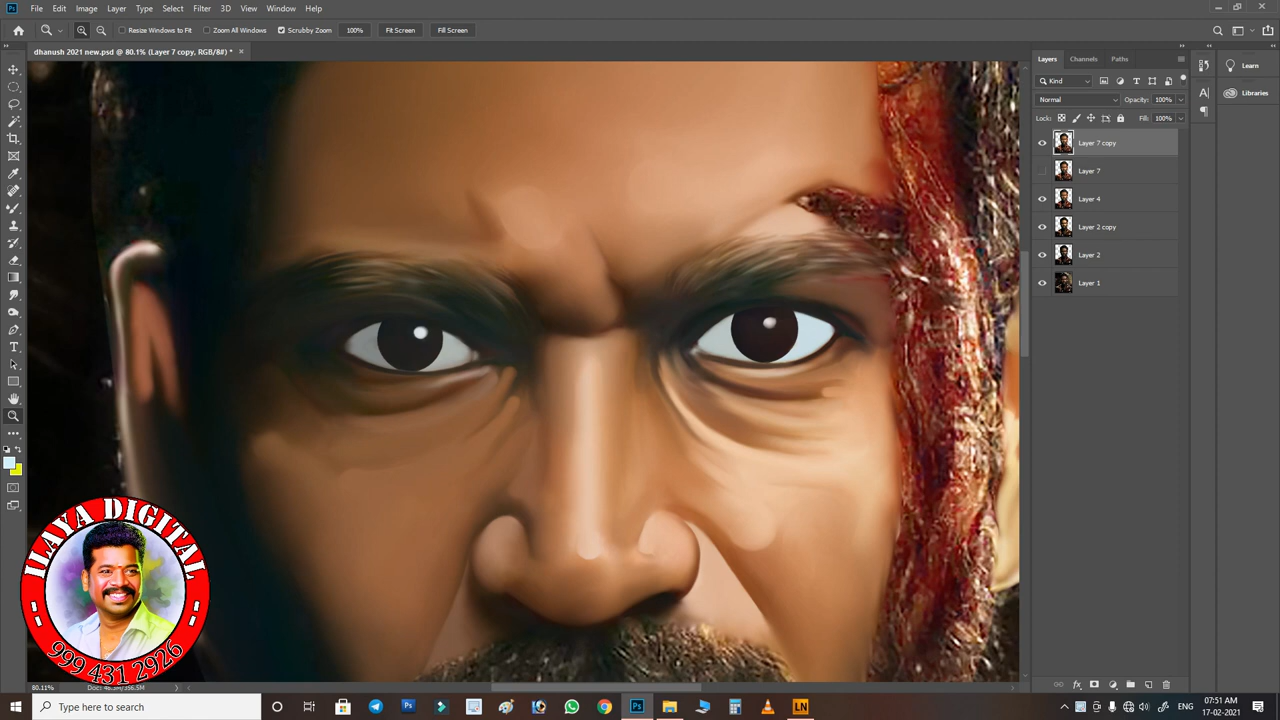 File Edit Image Layer Type Select Filter 3D View Window Help
Resize Windows to Fit Zoom All Windows Scrubby Zoom 100% Fit Screen Fill Screen
dhanush 2021 new.psd @ 80.1% (Layer 7 copy, RGB/8#) *
Layers Channels Paths
Learn
Libraries
Kind
Normal Opacity: 100%
Lock: Fill: 100%
Layer 7 copy
Layer 7
Layer 4
Layer 2 copy
Layer 2
Layer 1
ILAYA DIGITAL
999 431 2926
80.11%
Type here to search
07:51 AM
17-02-2021
ENG
Ps
LN